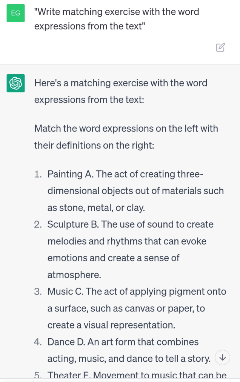 EG
"Write matching exercise with the word
expressions from the text"
Here's a matching exercise with the word
expressions from the text:
Match the word expressions on the left with
their definitions on the right:
1. Painting A. The act of creating three-
dimensional objects out of materials such
as stone, metal, or clay.
2. Sculpture B. The use of sound to create
melodies and rhythms that can evoke
emotions and create a sense of
atmosphere.
3. Music C. The act of applying pigment onto
a surface, such as canvas or paper, to
create a visual representation.
4. Dance D. An art form that combines
acting, music, and dance to tell a story.
5. Theater E. Movement to music that can be